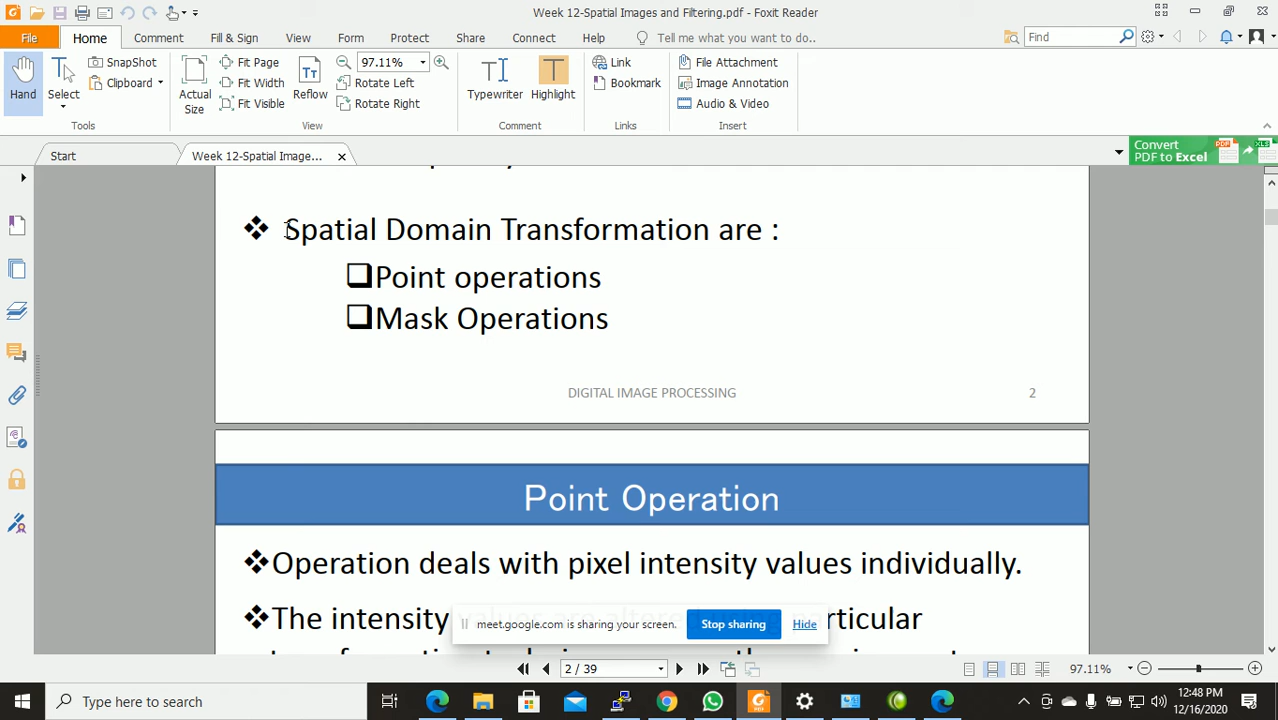 Week 12-Spatial Images and Filtering.pdf - Foxit Reader
File Home Comment Fill & Sign View Form Protect Share Connect Help Tell me what you want to do.. Find
Hand Select SnapShot Clipboard Actual Size Fit Page Fit Width Fit Visible Reflow 97.11% Rotate Left Rotate Right Typewriter Highlight Link Bookmark File Attachment Image Annotation Audio & Video
Tools View Comment Links Insert
Start Week 12-Spatial Image... Convert PDF to Excel
Spatial Domain Transformation are :
Point operations
Mask Operations
DIGITAL IMAGE PROCESSING 2
Point Operation
Operation deals with pixel intensity values individually.
The intensity values are altered using particular
meet.google.com is sharing your screen. Stop sharing Hide
2 / 39 97.11%
Type here to search
12:48 PM
12/16/2020